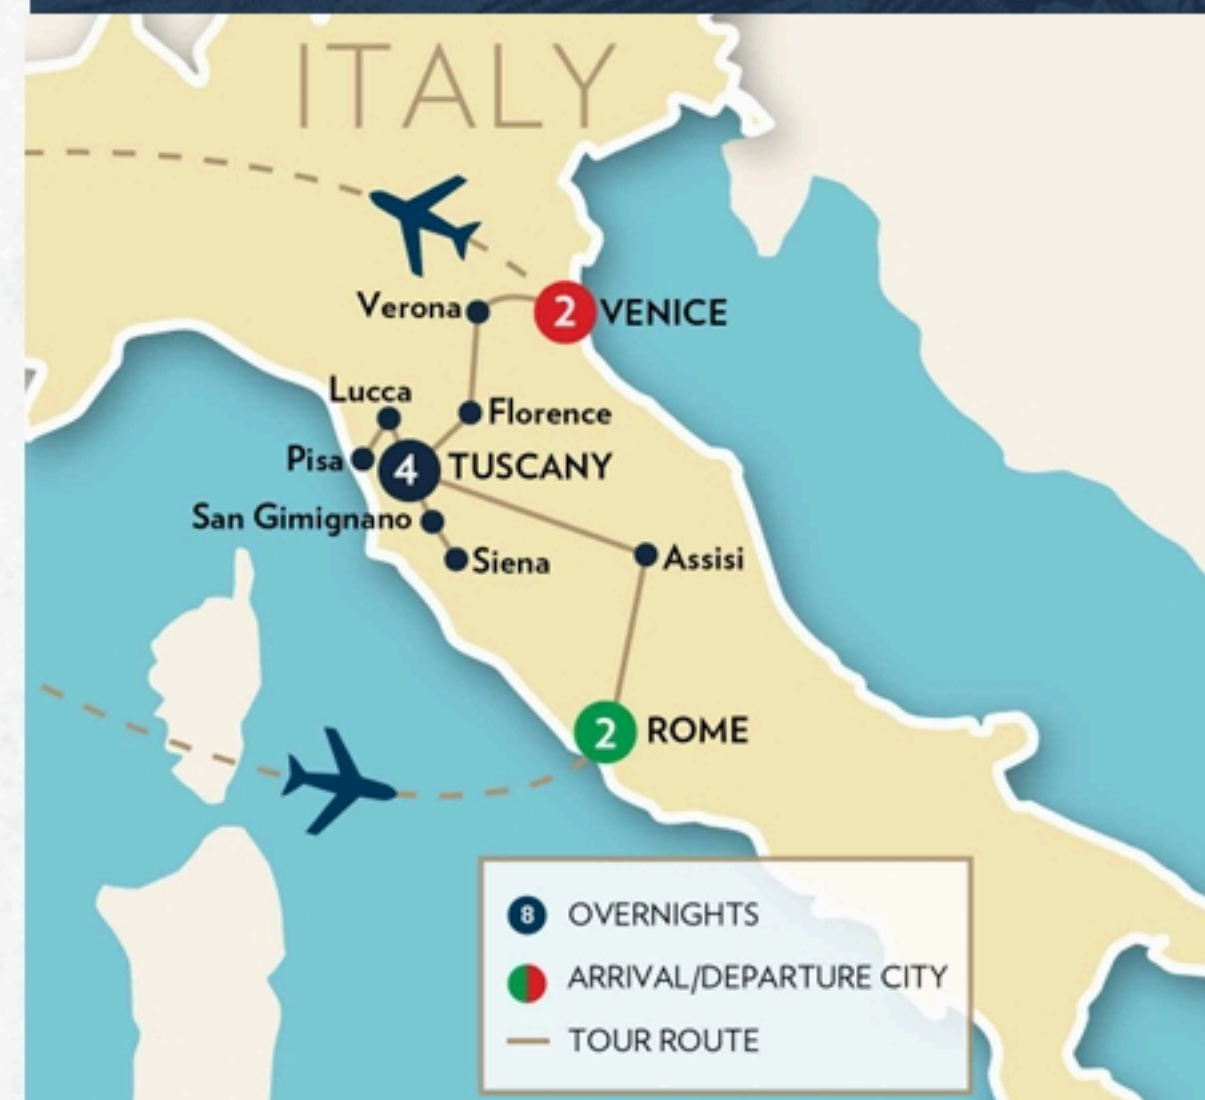 ITALY
Verona
2
VENICE
Lucca
Florence
Pisa
4
TUSCANY
San Gimignano
Siena
Assisi
2
ROME
8 OVERNIGHTS
ARRIVAL/DEPARTURE CITY
TOUR ROUTE